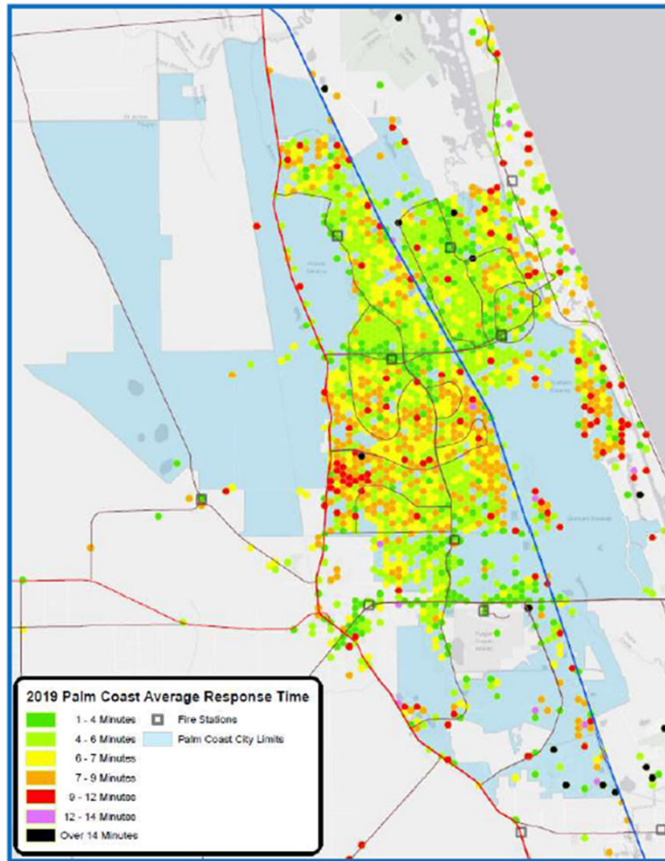 2019 Palm Coast Average Response Time
1 - 4 Minutes
Fire Stations
4 - 6 Minutes
Palm Coast City Limits
6 - 7 Minutes
7 - 9 Minutes
9 - 12 Minutes
12 - 14 Minutes
Over 14 Minutes